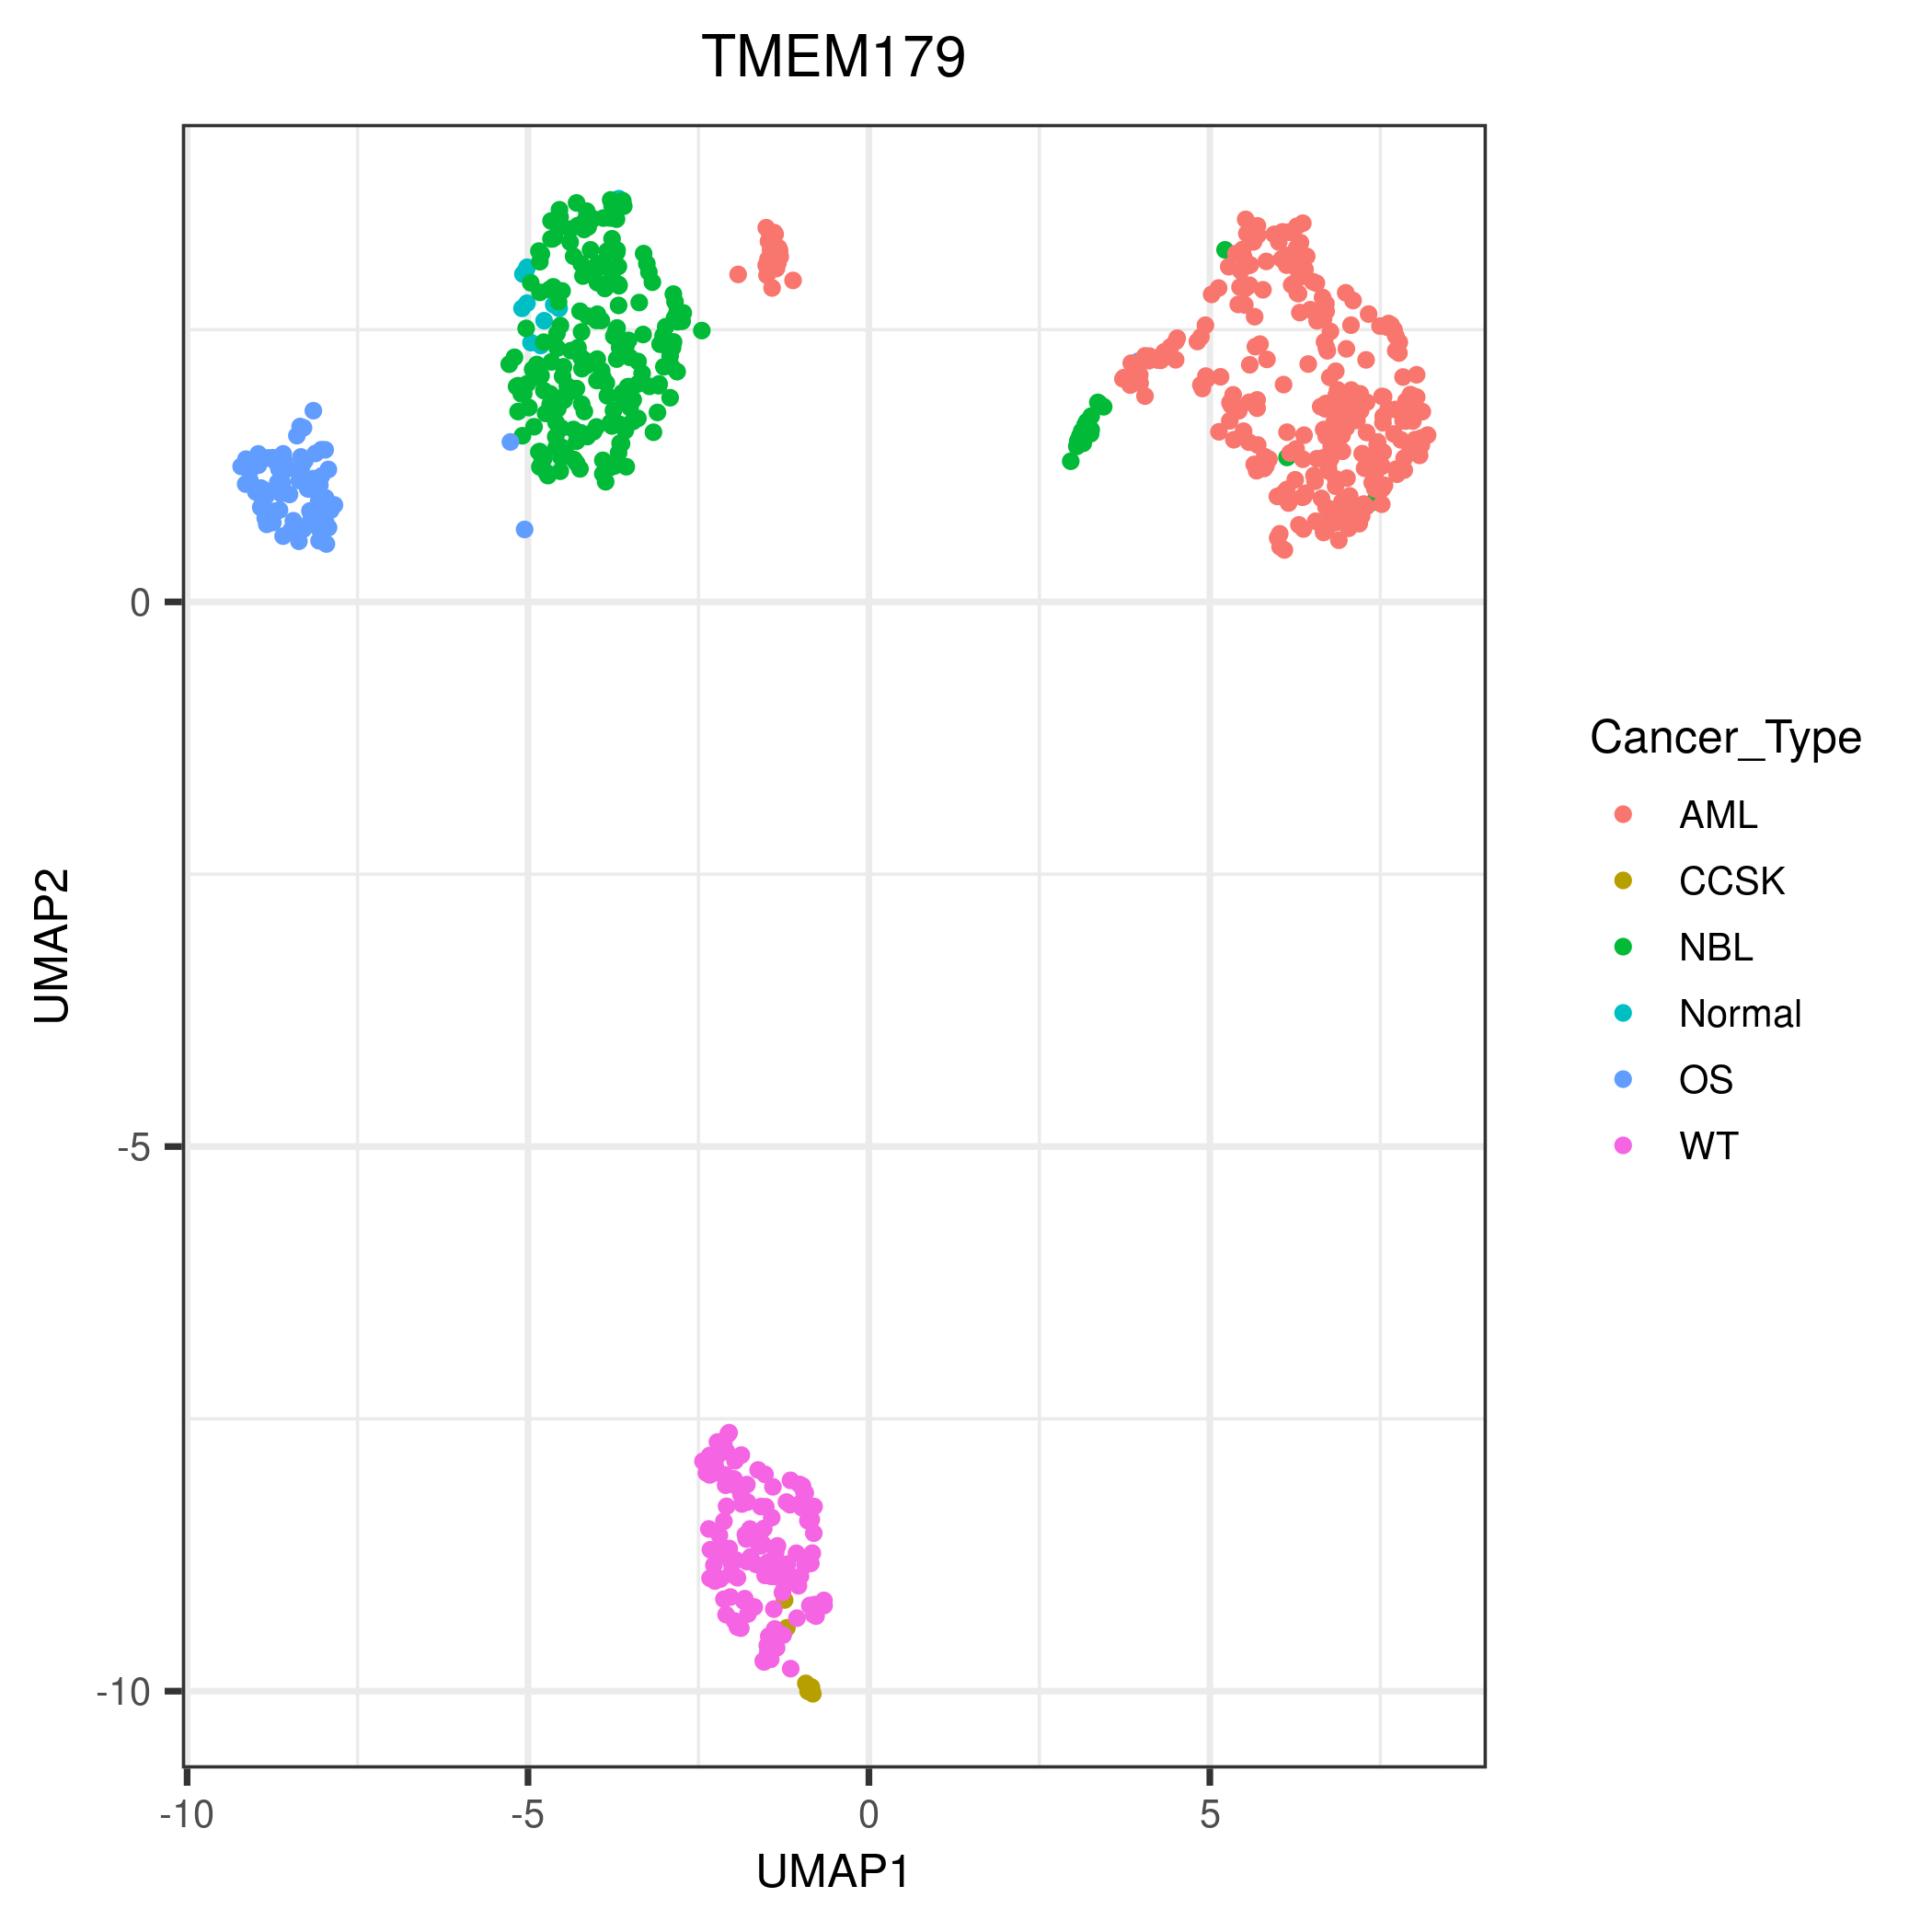 TMEM179
UMAP2
0
-5
-10
-10
-5
0
5
UMAP1
Cancer_Type
AML
CCSK
NBL
Normal
OS
WT